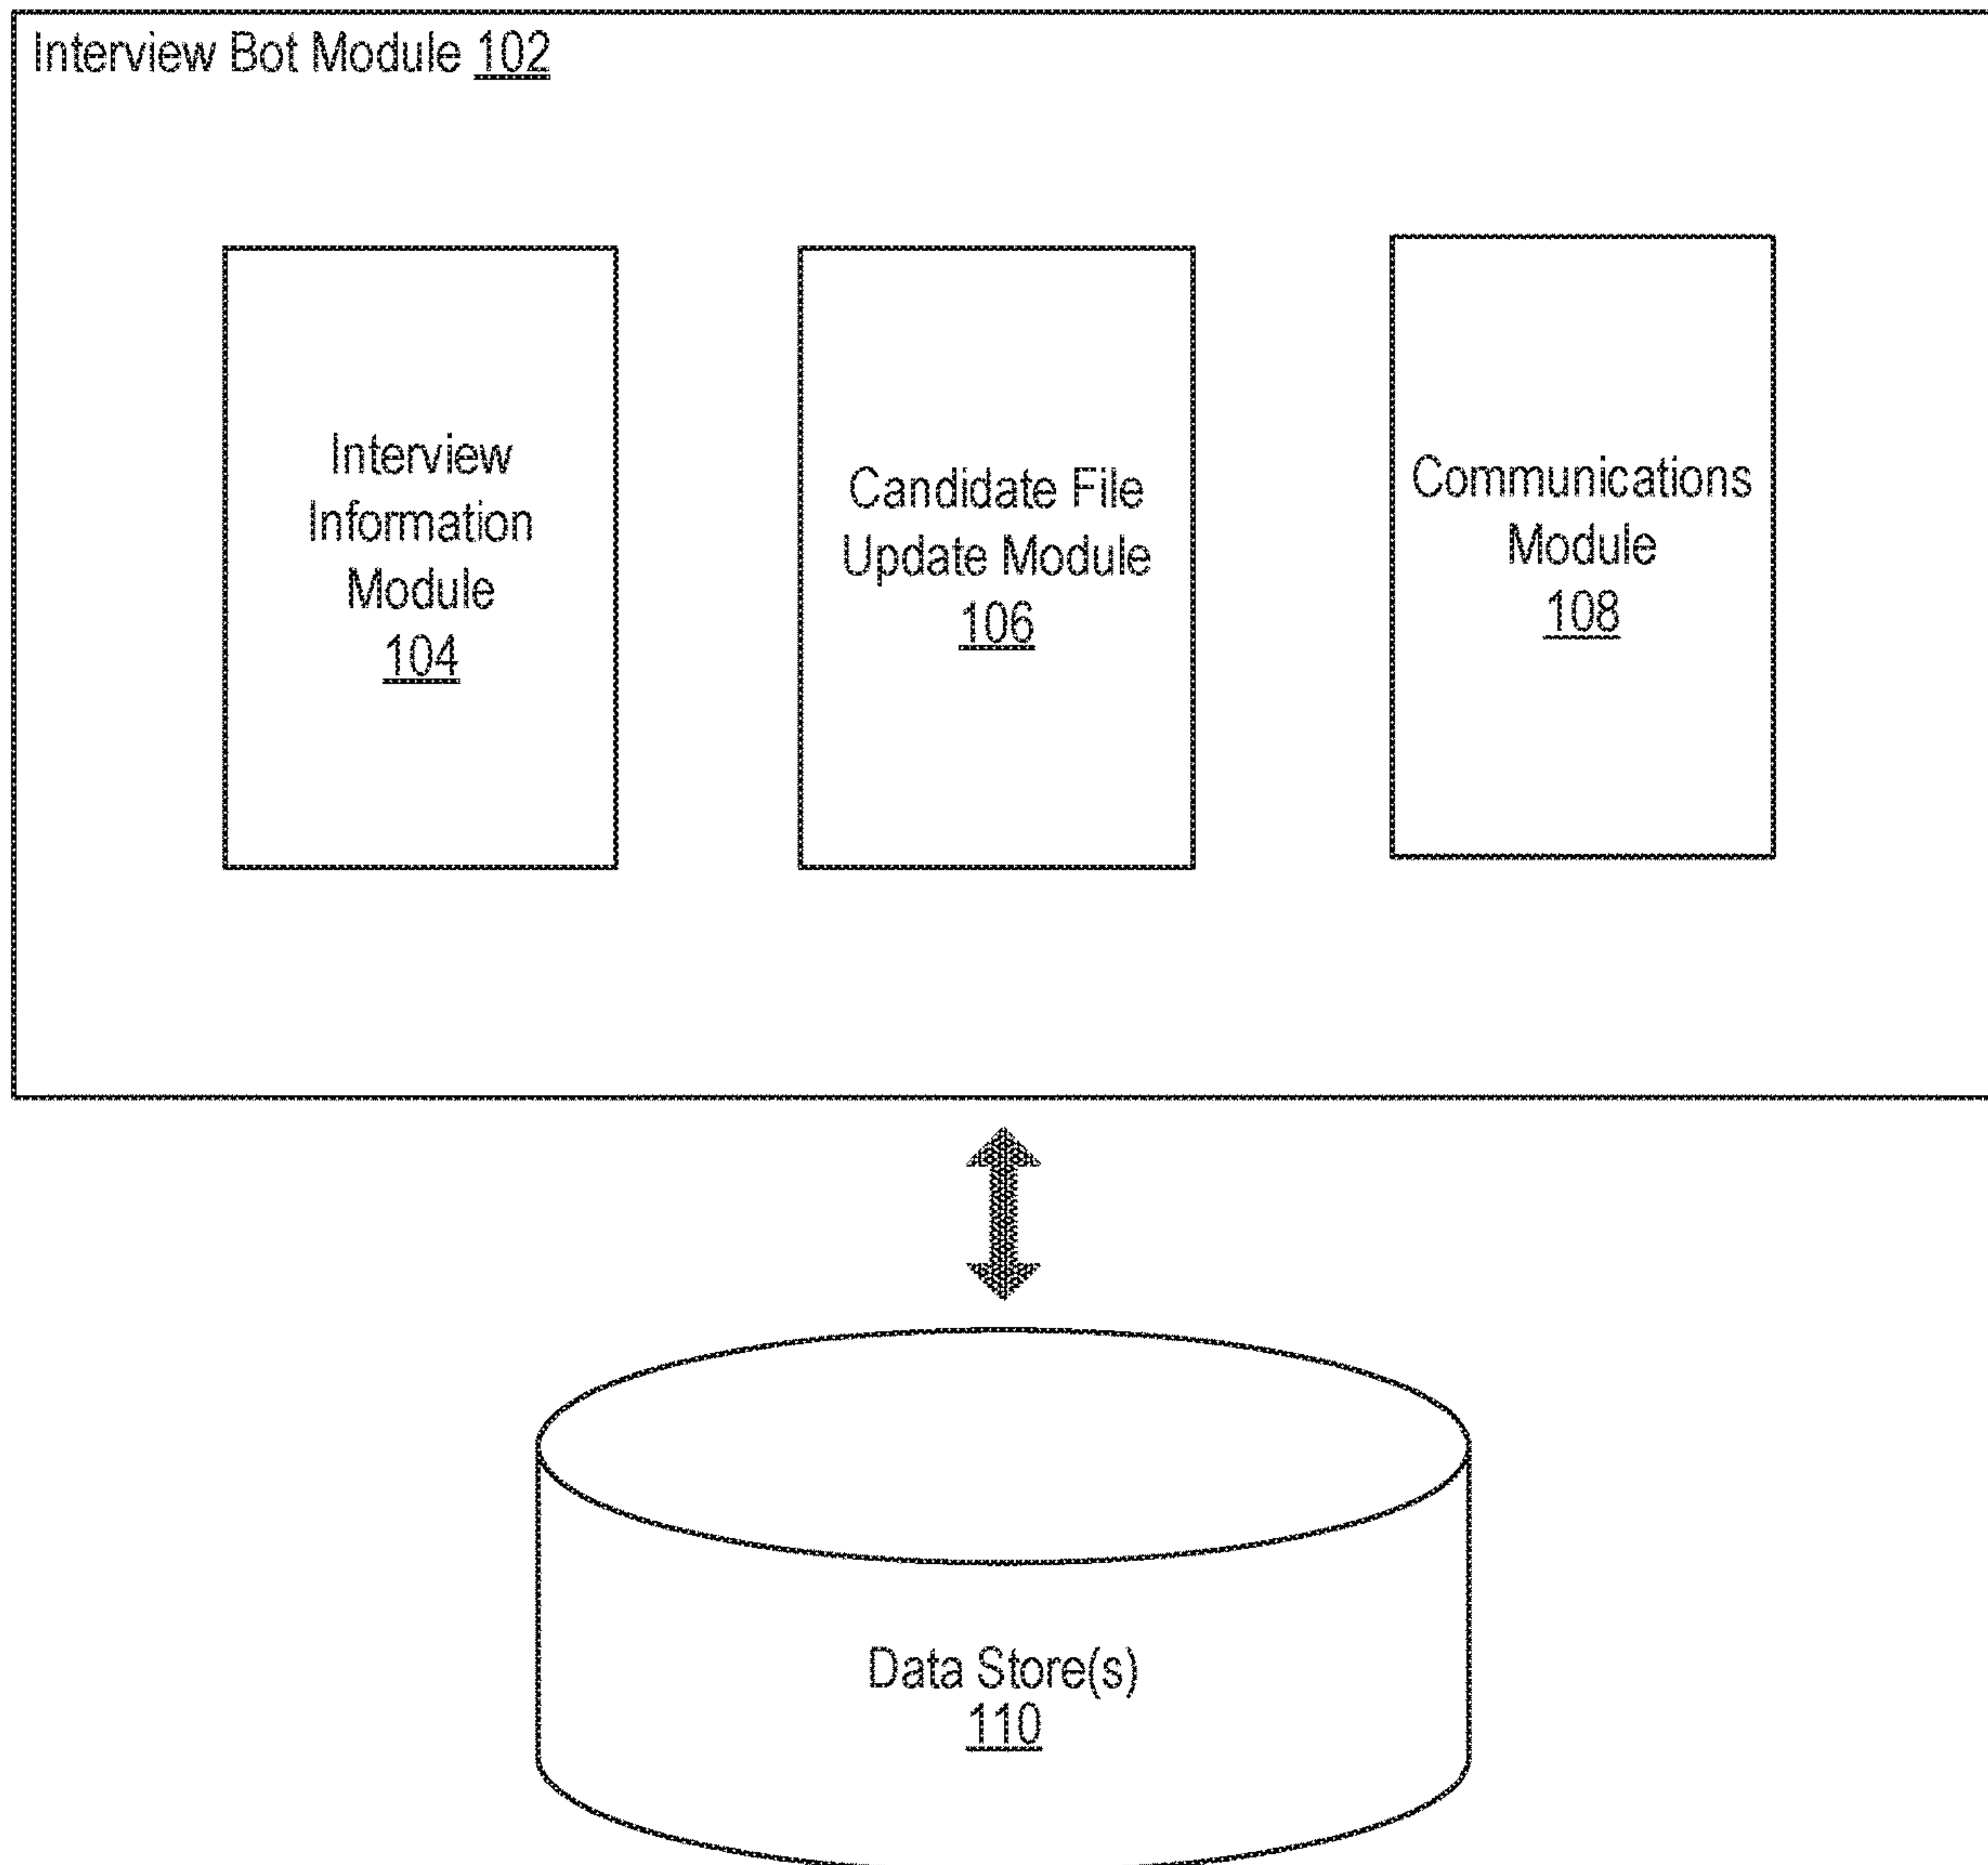 Interview Bot Module 102
Interview
Information
Module
104
Candidate File
Update Module
106
Communications
Module
108
Data Store(s)
110